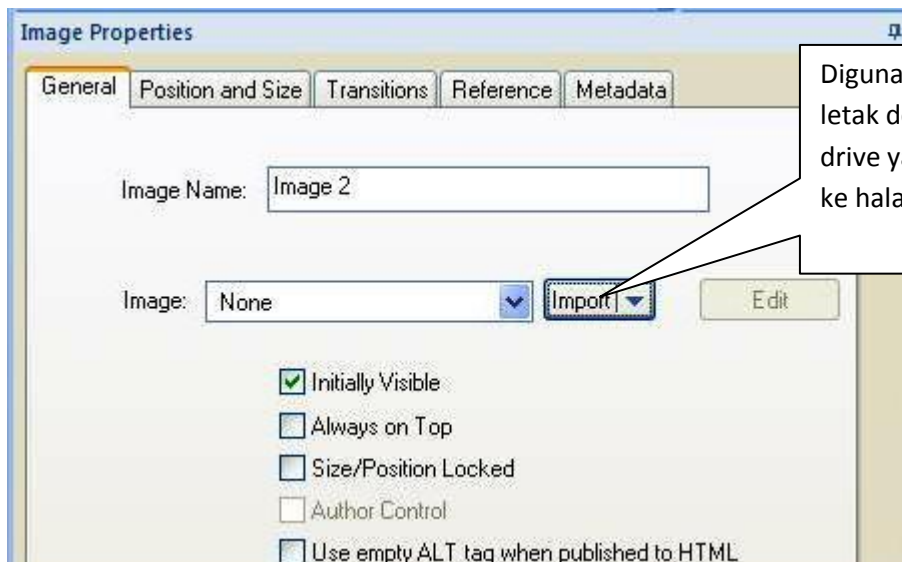 Image Properties
General Position and Size Transitions Reference Metadata
Image Name: Image 2
Image: None Import Edit
Initially Visible
Always on Top
Size/Position Locked
Author Control
Use empty ALT tag when published to HTML
letak
drive
ke